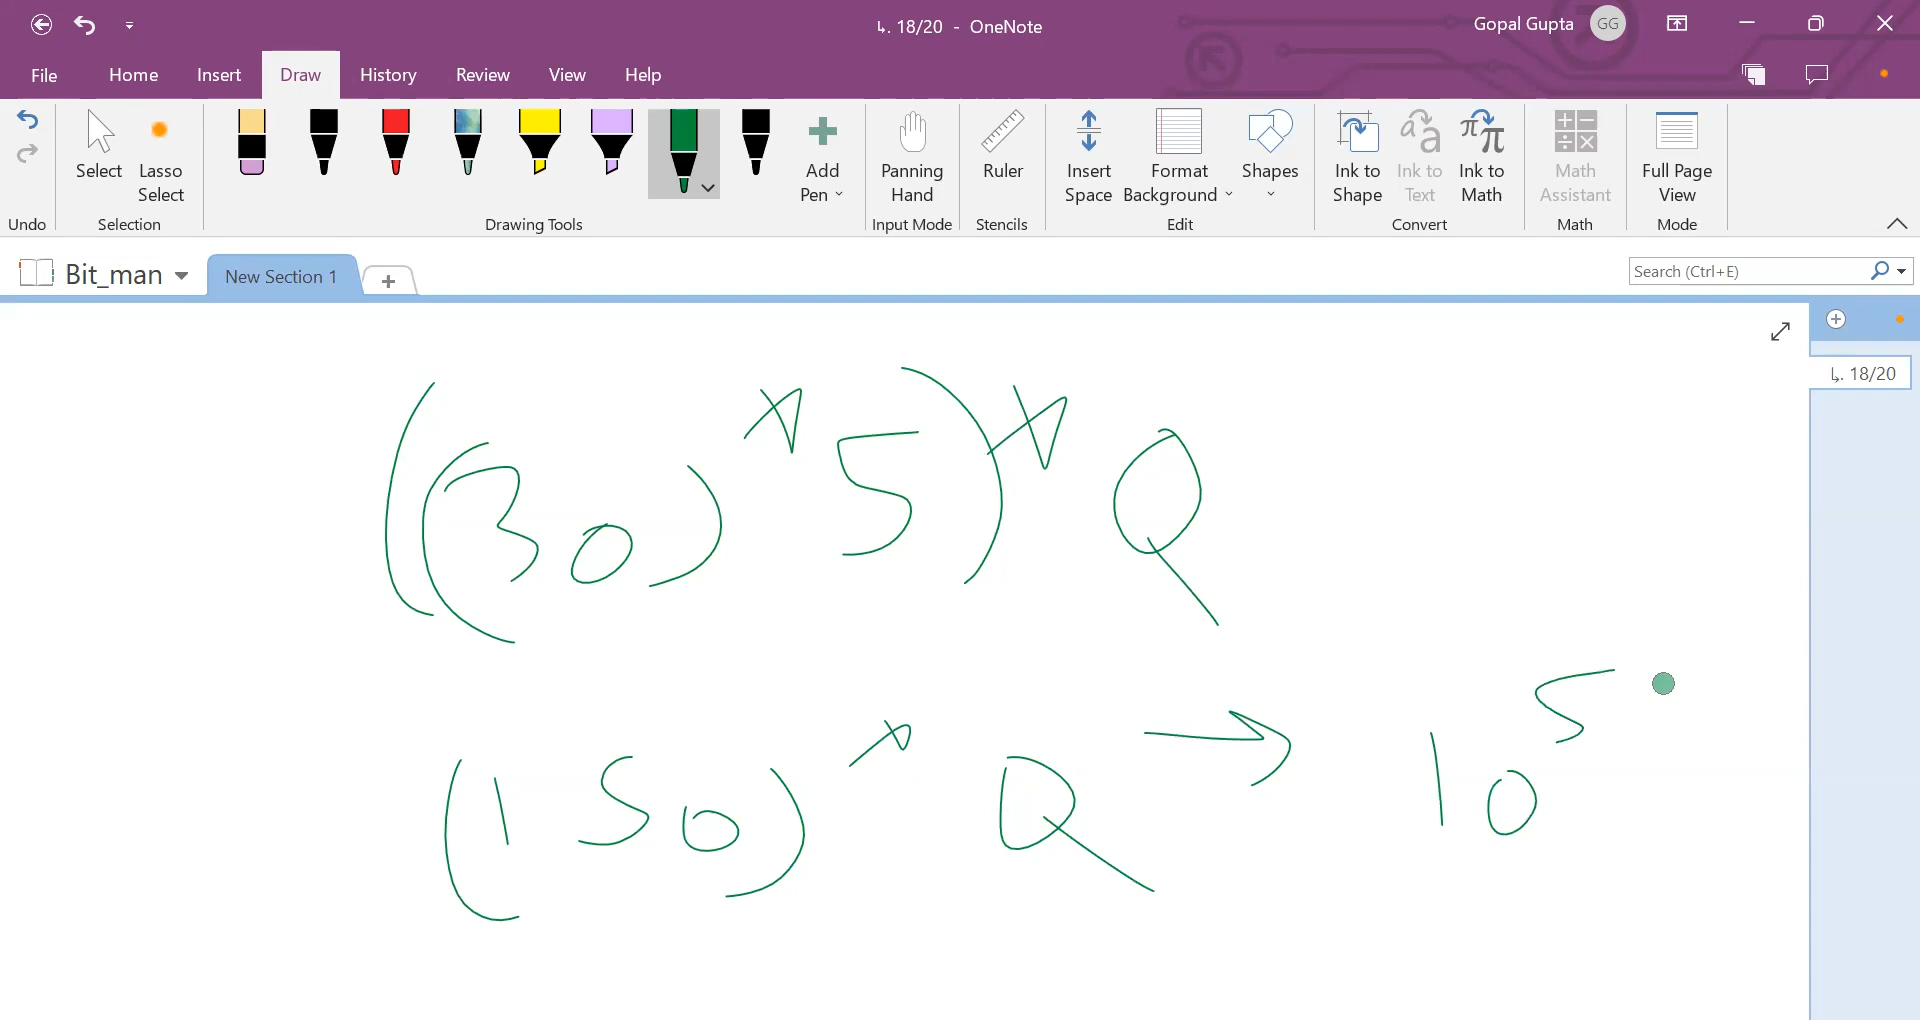 ↳. 18/20 - OneNote
Gopal Gupta GG
File Home Insert Draw History Review View Help
Select
Lasso Select
Add Pen
Panning Hand
Ruler
Insert Space
Format Background
Shapes
Ink to Shape
Ink to Text
Ink to Math
Math Assistant
Full Page View
Undo Selection Drawing Tools Input Mode Stencils Edit Convert Math Mode
Bit_man New Section 1 +
Search (Ctrl+E)
↳. 18/20
((30) * 5) * Q
(150) * Q → 10^5